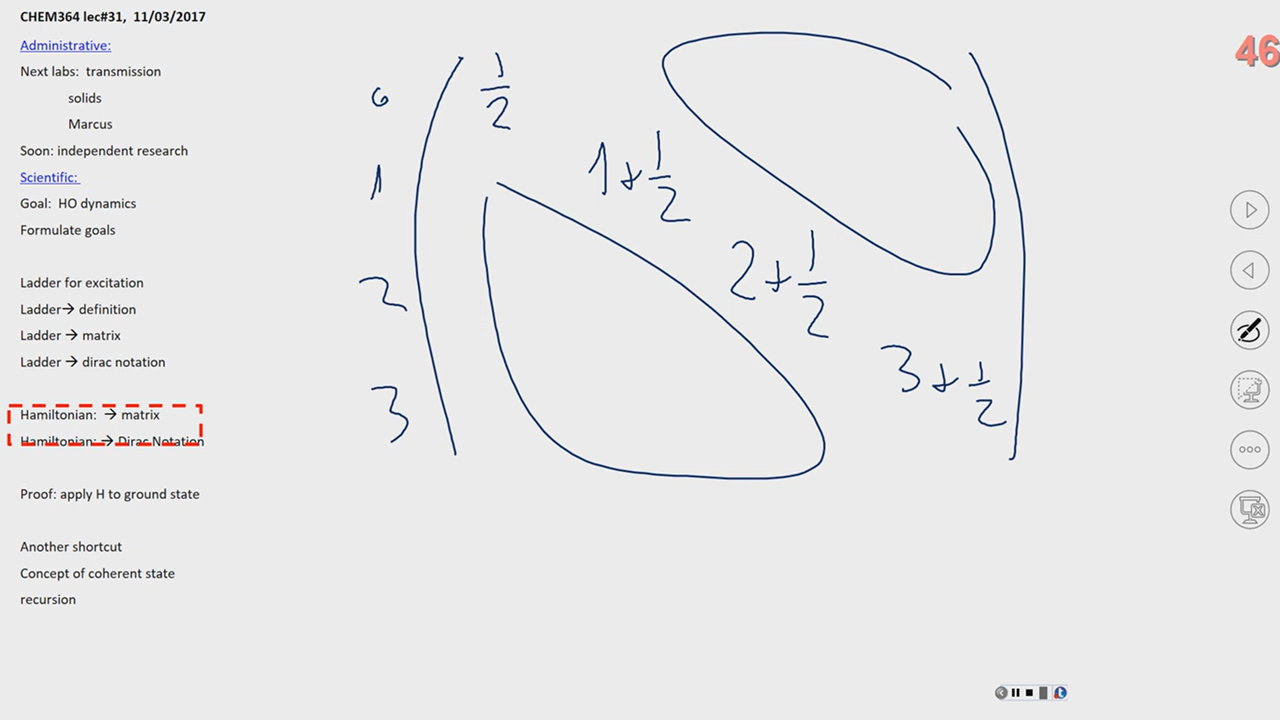 CHEM364 lec#31, 11/03/2017
Administrative:
Next labs: transmission
solids
Marcus
Soon: independent research
Scientific:
Goal: HO dynamics
Formulate goals
Ladder for excitation
Ladder→ definition
Ladder → matrix
Ladder → dirac notation
Hamiltonian: → matrix
Hamiltonian: → Dirac Notation
Proof: apply H to ground state
Another shortcut
Concept of coherent state
recursion
46
0 1/2
1 1+1/2
2 2+1/2
3 3+1/2